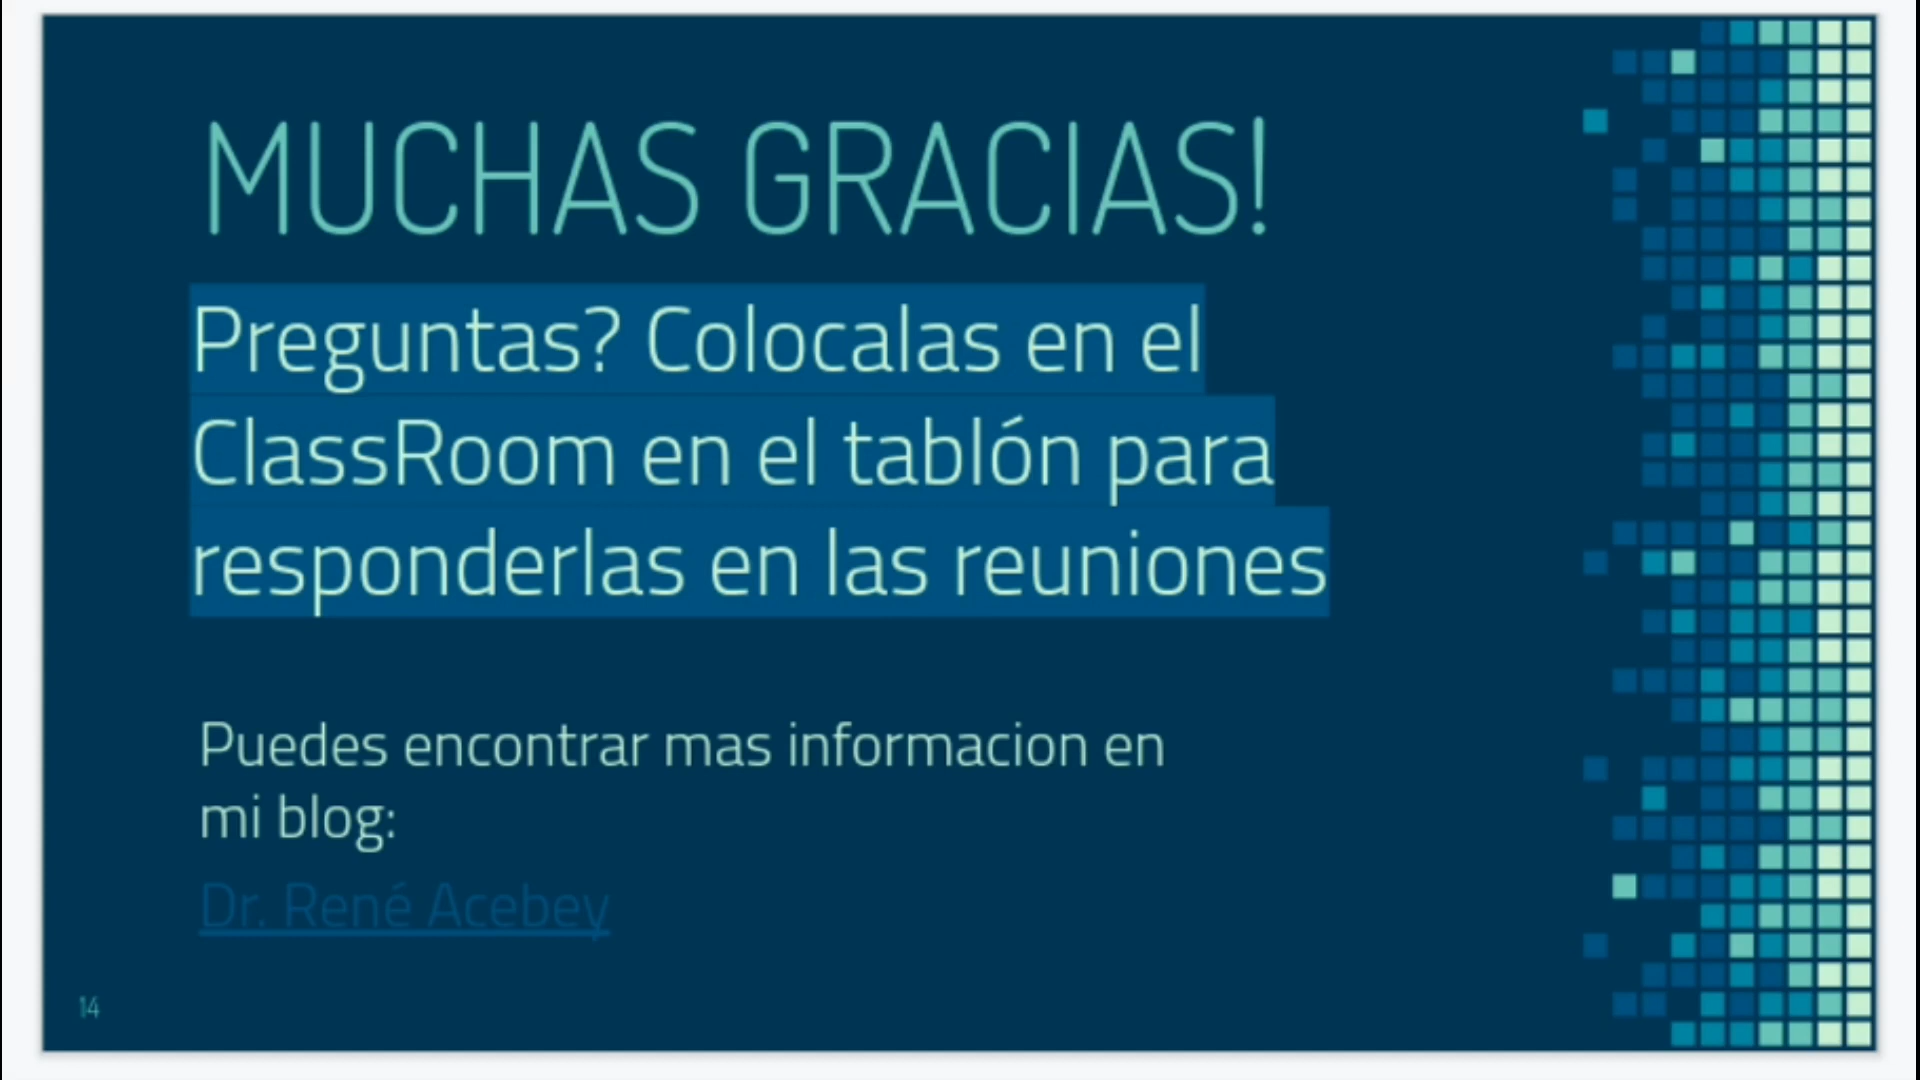 MUCHAS GRACIAS!
Preguntas? Colocalas en el
ClassRoom en el tablón para
responderlas en las reuniones
Puedes encontrar mas informacion en
mi blog:
Dr. René Acebey
14